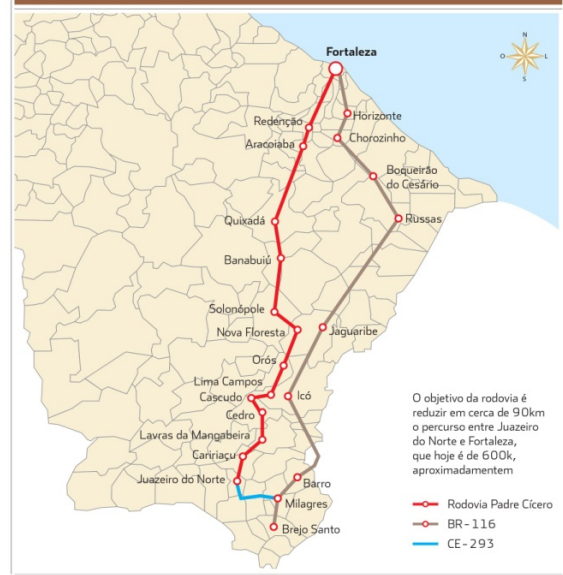 N
O
L
S
Fortaleza
Horizonte
Redenção
Chorozinho
Aracoiaba
Boqueirão
do Cesário
Quixadá
Russas
Banabuiú
Solonópole
Nova Floresta
Jaguaribe
Orós
Lima Campos
Cascudo
Icó
Cedro
Lavras da Mangabeira
Caririaçu
Juazeiro do Norte
Barro
Milagres
Brejo Santo
O objetivo da rodovia é
reduzir em cerca de 90km
o percurso entre Juazeiro
do Norte e Fortaleza,
que hoje é de 600k,
aproximadamentem
Rodovia Padre Cícero
BR-116
CE-293